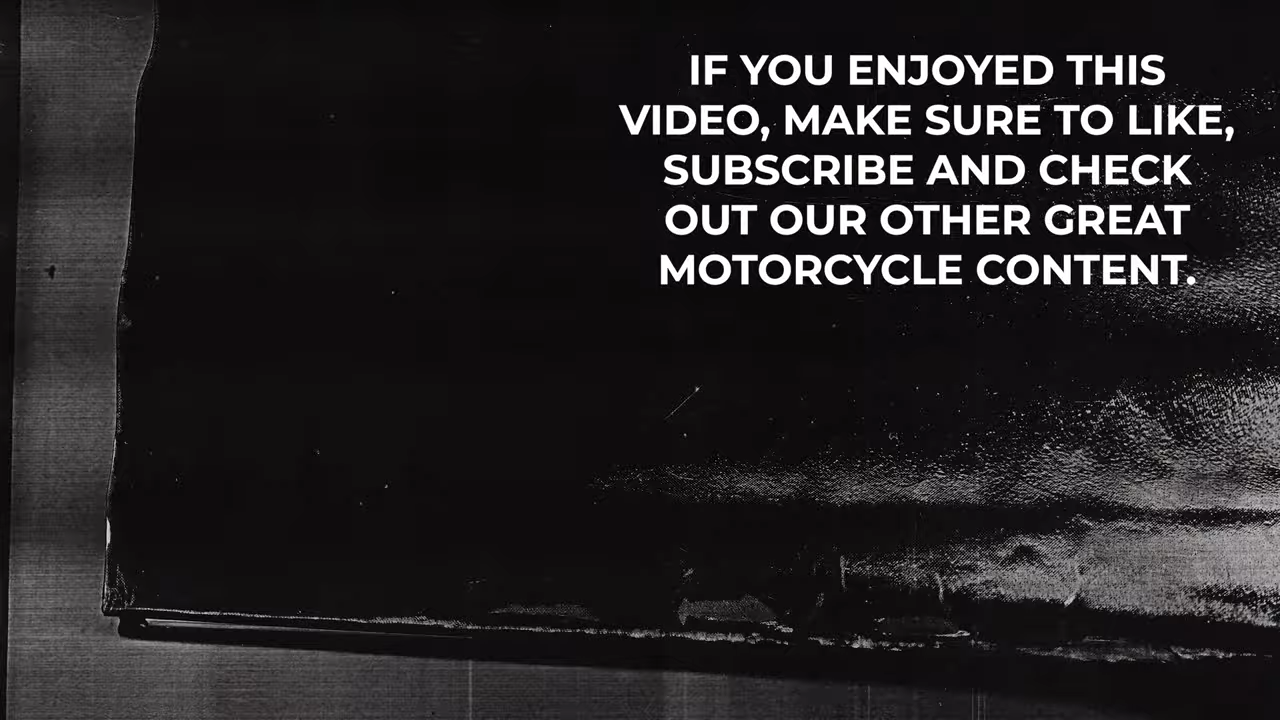 IF YOU ENJOYED THIS
VIDEO, MAKE SURE TO LIKE,
SUBSCRIBE AND CHECK
OUT OUR OTHER GREAT
MOTORCYCLE CONTENT.